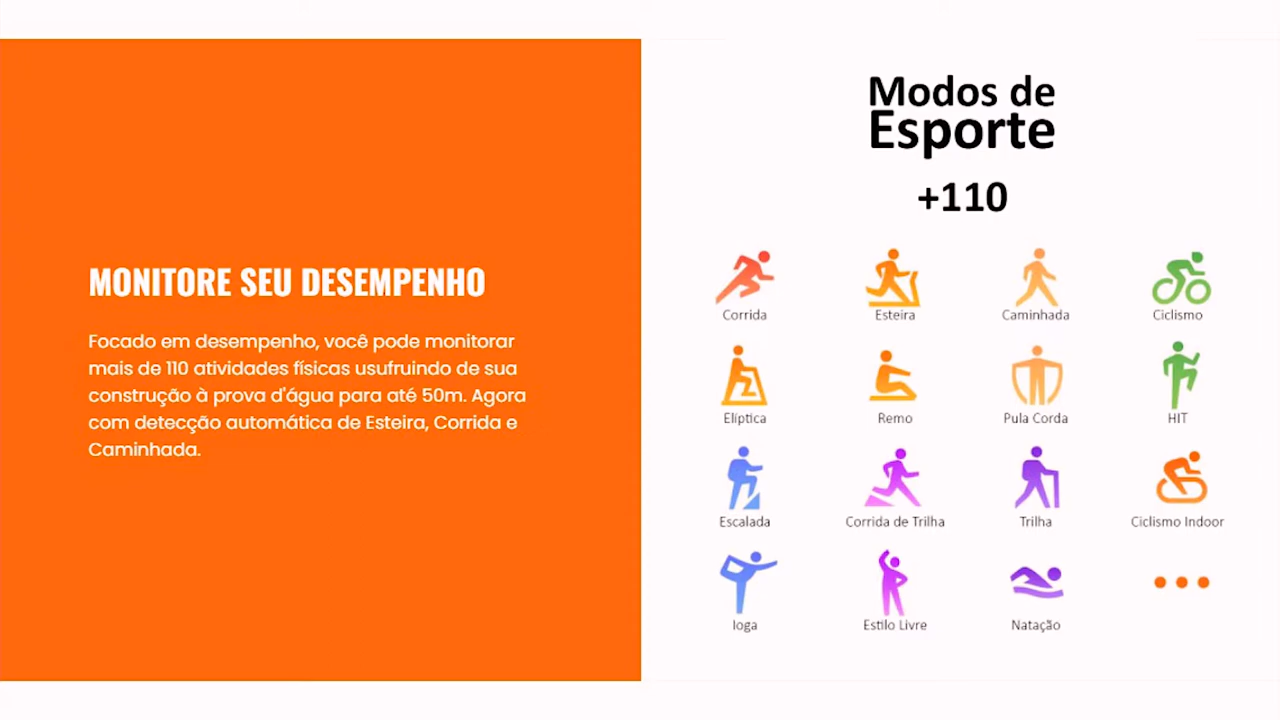 MONITORE SEU DESEMPENHO
Focado em desempenho, você pode monitorar
mais de 110 atividades físicas usufruindo de sua
construção à prova d'água para até 50m. Agora
com detecção automática de Esteira, Corrida e
Caminhada.
Modos de
Esporte
+110
Corrida
Esteira
Caminhada
Ciclismo
Elíptica
Remo
Pula Corda
HIT
Escalada
Corrida de Trilha
Trilha
Ciclismo Indoor
Ioga
Estilo Livre
Natação